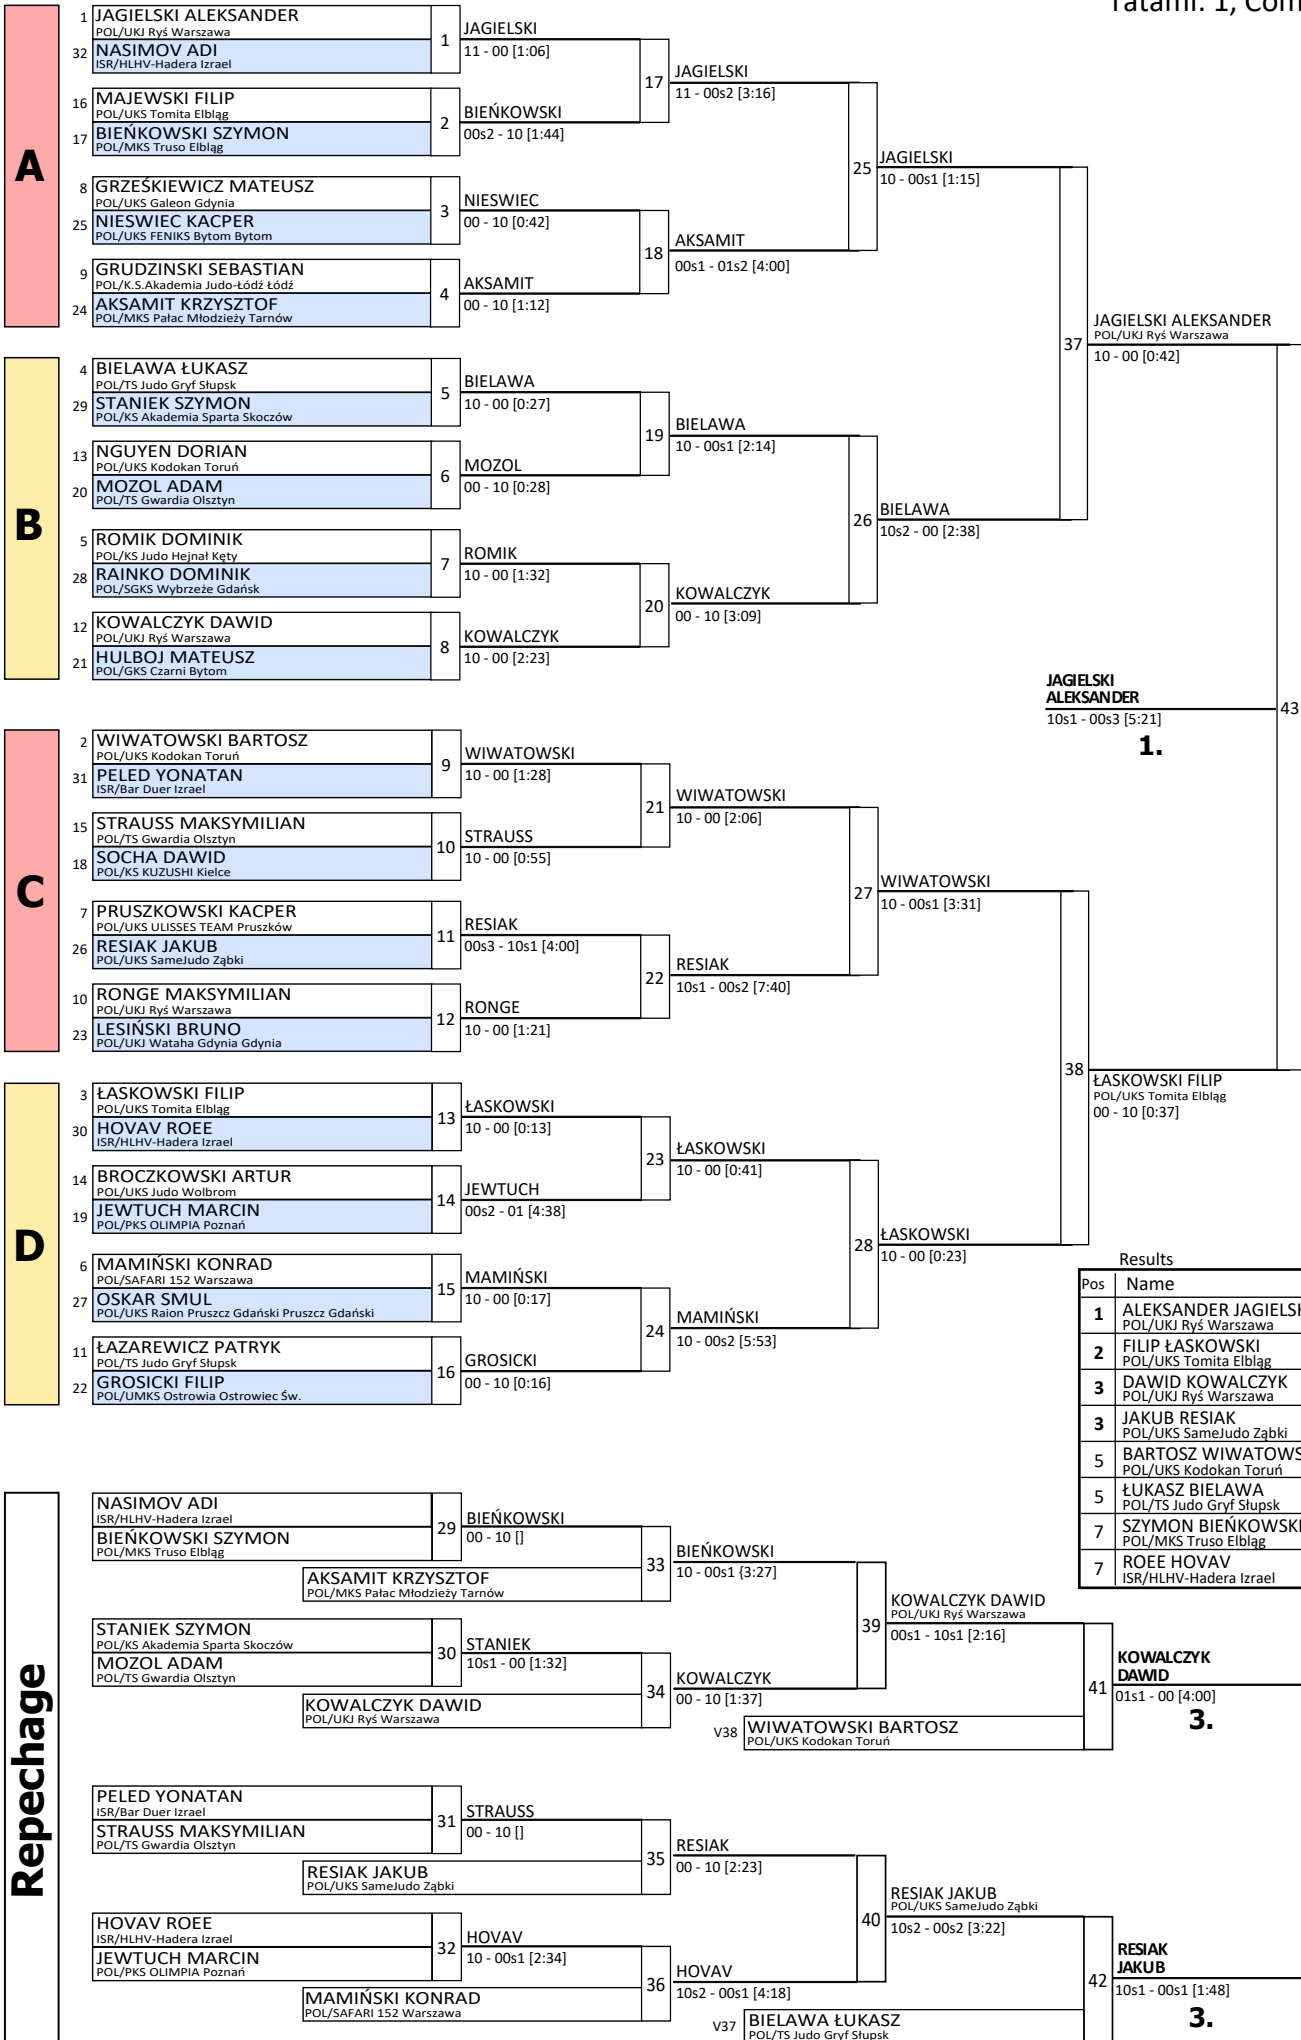 Tatami: 1, Com
A
1 JAGIELSKI ALEKSANDER
POL/UKJ Ryś Warszawa
32 NASIMOV ADI
ISR/HLHV-Hadera Izrael
1
JAGIELSKI
11 - 00 [1:06]
16 MAJEWSKI FILIP
POL/UKS Tomita Elbląg
17 BIEŃKOWSKI SZYMON
POL/MKS Truso Elbląg
2
BIEŃKOWSKI
00s2 - 10 [1:44]
17
JAGIELSKI
11 - 00s2 [3:16]
8 GRZEŚKIEWICZ MATEUSZ
POL/UKS Galeon Gdynia
25 NIESWIEC KACPER
POL/UKS FENIKS Bytom Bytom
3
NIESWIEC
00 - 10 [0:42]
9 GRUDZINSKI SEBASTIAN
POL/K.S.Akademia Judo-Łódź Łódź
24 AKSAMIT KRZYSZTOF
POL/MKS Pałac Młodzieży Tarnów
4
AKSAMIT
00 - 10 [1:12]
18
AKSAMIT
00s1 - 01s2 [4:00]
25
JAGIELSKI
10 - 00s1 [1:15]
B
4 BIELAWA ŁUKASZ
POL/TS Judo Gryf Słupsk
29 STANIEK SZYMON
POL/KS Akademia Sparta Skoczów
5
BIELAWA
10 - 00 [0:27]
13 NGUYEN DORIAN
POL/UKS Kodokan Toruń
20 MOZOL ADAM
POL/TS Gwardia Olsztyn
6
MOZOL
00 - 10 [0:28]
19
BIELAWA
10 - 00s1 [2:14]
5 ROMIK DOMINIK
POL/KS Judo Hejnał Kęty
28 RAINKO DOMINIK
POL/SGKS Wybrzeże Gdańsk
7
ROMIK
10 - 00 [1:32]
12 KOWALCZYK DAWID
POL/UKJ Ryś Warszawa
21 HULBOJ MATEUSZ
POL/GKS Czarni Bytom
8
KOWALCZYK
10 - 00 [2:23]
20
KOWALCZYK
00 - 10 [3:09]
26
BIELAWA
10s2 - 00 [2:38]
37
JAGIELSKI ALEKSANDER
POL/UKJ Ryś Warszawa
10 - 00 [0:42]
JAGIELSKI
ALEKSANDER
10s1 - 00s3 [5:21]
1.
43
C
2 WIWATOWSKI BARTOSZ
POL/UKS Kodokan Toruń
31 PELED YONATAN
ISR/Bar Duer Izrael
9
WIWATOWSKI
10 - 00 [1:28]
15 STRAUSS MAKSYMILIAN
POL/TS Gwardia Olsztyn
18 SOCHA DAWID
POL/KS KUZUSHI Kielce
10
STRAUSS
10 - 00 [0:55]
21
WIWATOWSKI
10 - 00 [2:06]
7 PRUSZKOWSKI KACPER
POL/UKS ULISSES TEAM Pruszków
26 RESIAK JAKUB
POL/UKS SameJudo Ząbki
11
RESIAK
00s3 - 10s1 [4:00]
10 RONGE MAKSYMILIAN
POL/UKJ Ryś Warszawa
23 LESIŃSKI BRUNO
POL/UKJ Wataha Gdynia Gdynia
12
RONGE
10 - 00 [1:21]
22
RESIAK
10s1 - 00s2 [7:40]
27
WIWATOWSKI
10 - 00s1 [3:31]
D
3 ŁASKOWSKI FILIP
POL/UKS Tomita Elbląg
30 HOVAV ROEE
ISR/HLHV-Hadera Izrael
13
ŁASKOWSKI
10 - 00 [0:13]
14 BROCZKOWSKI ARTUR
POL/UKS Judo Wolbrom
19 JEWTUCH MARCIN
POL/PKS OLIMPIA Poznań
14
JEWTUCH
00s2 - 01 [4:38]
23
ŁASKOWSKI
10 - 00 [0:41]
6 MAMIŃSKI KONRAD
POL/SAFARI 152 Warszawa
27 OSKAR SMUL
POL/UKS Raion Pruszcz Gdański Pruszcz Gdański
15
MAMIŃSKI
10 - 00 [0:17]
11 ŁAZAREWICZ PATRYK
POL/TS Judo Gryf Słupsk
22 GROSICKI FILIP
POL/UMKS Ostrowia Ostrowiec Św.
16
GROSICKI
00 - 10 [0:16]
24
MAMIŃSKI
10 - 00s2 [5:53]
28
ŁASKOWSKI
10 - 00 [0:23]
38
ŁASKOWSKI FILIP
POL/UKS Tomita Elbląg
00 - 10 [0:37]
Results
Pos Name
1 ALEKSANDER JAGIELSK
POL/UKJ Ryś Warszawa
2 FILIP ŁASKOWSKI
POL/UKS Tomita Elbląg
3 DAWID KOWALCZYK
POL/UKJ Ryś Warszawa
3 JAKUB RESIAK
POL/UKS SameJudo Ząbki
5 BARTOSZ WIWATOWS
POL/UKS Kodokan Toruń
5 ŁUKASZ BIELAWA
POL/TS Judo Gryf Słupsk
7 SZYMON BIEŃKOWSKI
POL/MKS Truso Elbląg
7 ROEE HOVAV
ISR/HLHV-Hadera Izrael
Repechage
NASIMOV ADI
ISR/HLHV-Hadera Izrael
BIEŃKOWSKI SZYMON
POL/MKS Truso Elbląg
29
BIEŃKOWSKI
00 - 10 []
AKSAMIT KRZYSZTOF
POL/MKS Pałac Młodzieży Tarnów
33
BIEŃKOWSKI
10 - 00s1 {3:27]
STANIEK SZYMON
POL/KS Akademia Sparta Skoczów
MOZOL ADAM
POL/TS Gwardia Olsztyn
30
STANIEK
10s1 - 00 [1:32]
KOWALCZYK DAWID
POL/UKJ Ryś Warszawa
34
KOWALCZYK
00 - 10 [1:37]
39
KOWALCZYK DAWID
POL/UKJ Ryś Warszawa
00s1 - 10s1 [2:16]
V38 WIWATOWSKI BARTOSZ
POL/UKS Kodokan Toruń
41
KOWALCZYK
DAWID
01s1 - 00 [4:00]
3.
PELED YONATAN
ISR/Bar Duer Izrael
STRAUSS MAKSYMILIAN
POL/TS Gwardia Olsztyn
31
STRAUSS
00 - 10 []
RESIAK JAKUB
POL/UKS SameJudo Ząbki
35
RESIAK
00 - 10 [2:23]
HOVAV ROEE
ISR/HLHV-Hadera Izrael
JEWTUCH MARCIN
POL/PKS OLIMPIA Poznań
32
HOVAV
10 - 00s1 [2:34]
MAMIŃSKI KONRAD
POL/SAFARI 152 Warszawa
36
HOVAV
10s2 - 00s1 [4:18]
40
RESIAK JAKUB
POL/UKS SameJudo Ząbki
10s2 - 00s2 [3:22]
V37 BIELAWA ŁUKASZ
POL/TS Judo Gryf Słupsk
42
RESIAK
JAKUB
10s1 - 00s1 [1:48]
3.